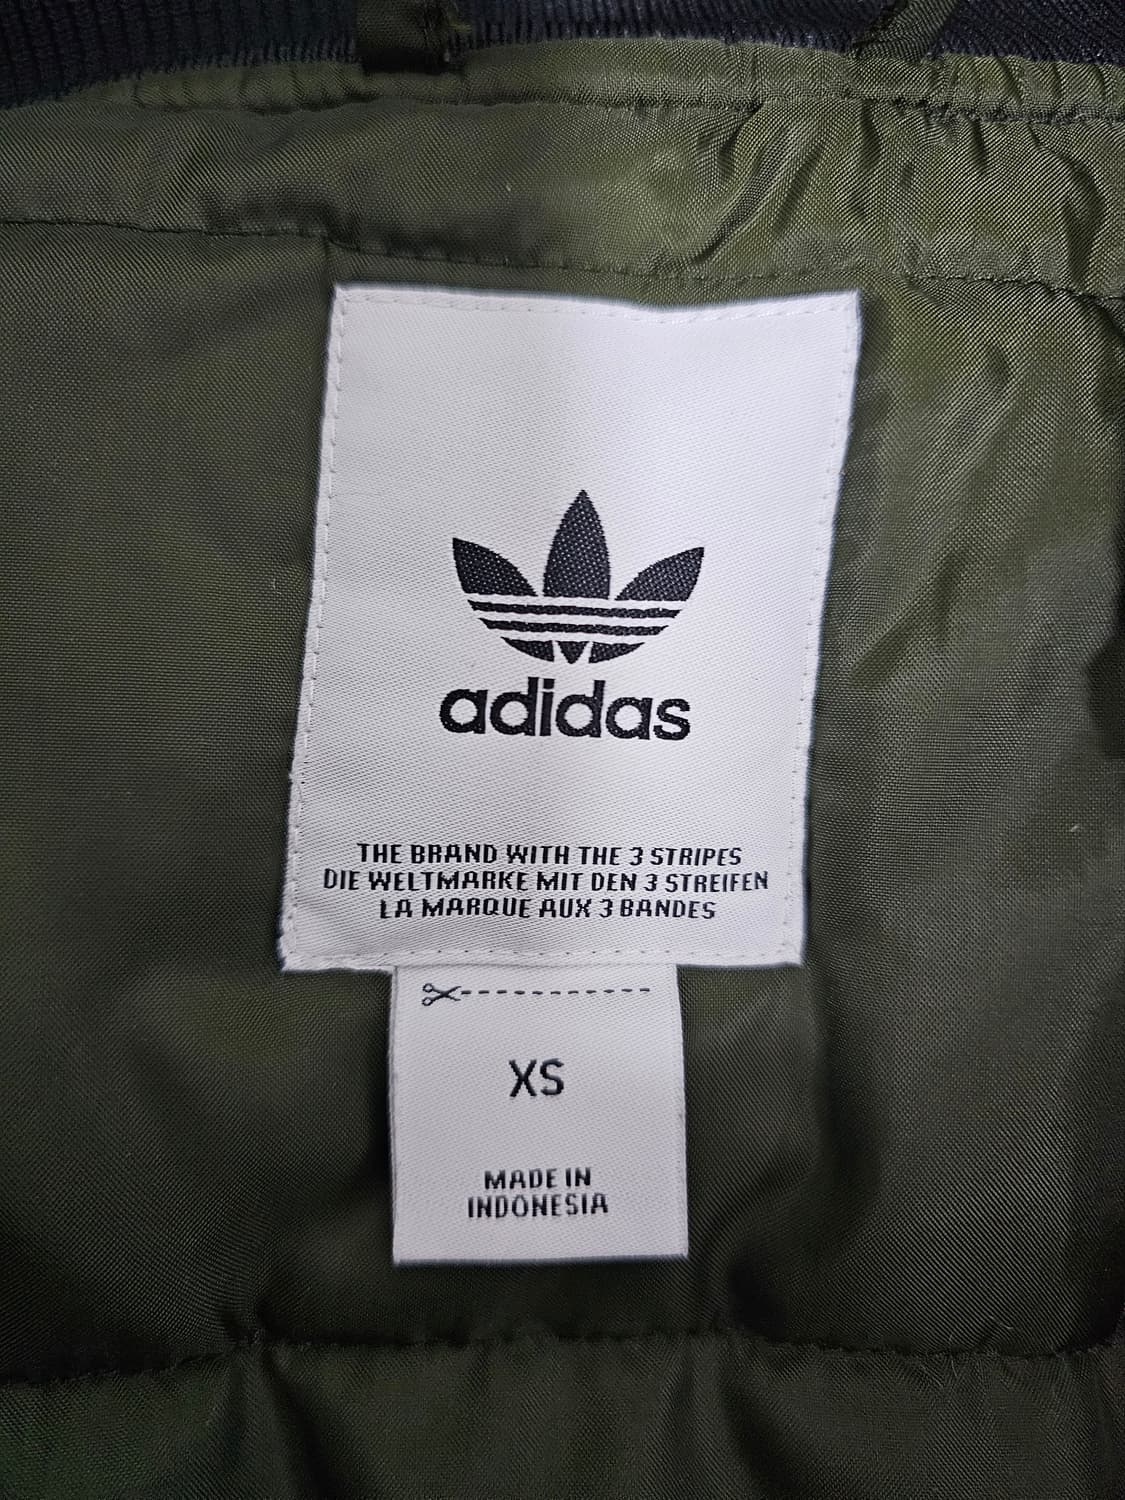 adidas
THE BRAND WITH THE 3 STRIPES
DIE WELTMARKE MIT DEN 3 STREIFEN
LA MARQUE AUX 3 BANDES
XS
MADE IN
INDONESIA